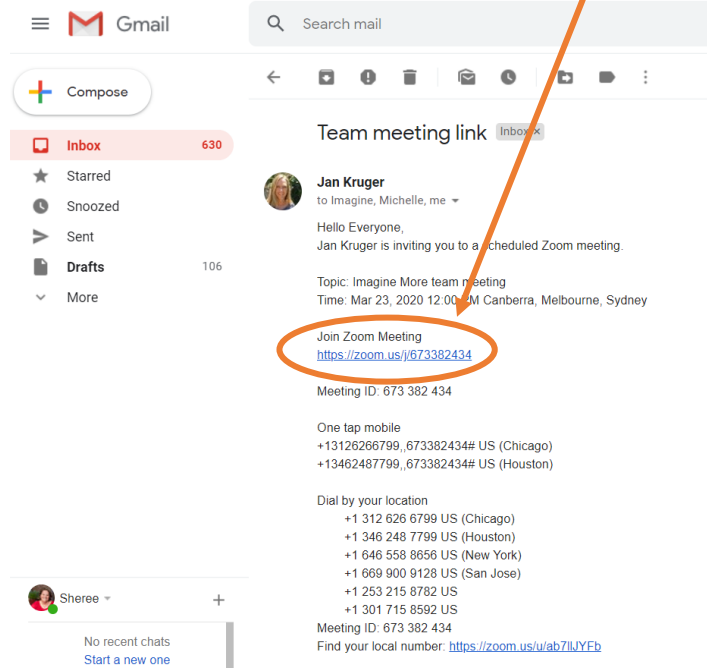 Gmail
Search mail
Compose
Inbox 630
Starred
Snoozed
Sent
Drafts 106
More
Team meeting link Inbox ×
Jan Kruger
to Imagine, Michelle, me
Hello Everyone,
Jan Kruger is inviting you to a scheduled Zoom meeting.
Topic: Imagine More team meeting
Time: Mar 23, 2020 12:00 M Canberra, Melbourne, Sydney
Join Zoom Meeting
https://zoom.us/j/673382434
Meeting ID: 673 382 434
One tap mobile
+13126266799,,673382434# US (Chicago)
+13462487799,,673382434# US (Houston)
Dial by your location
+1 312 626 6799 US (Chicago)
+1 346 248 7799 US (Houston)
+1 646 558 8656 US (New York)
+1 669 900 9128 US (San Jose)
+1 253 215 8782 US
+1 301 715 8592 US
Meeting ID: 673 382 434
Find your local number: https://zoom.us/u/ab7llJYFb
Sheree
No recent chats
Start a new one